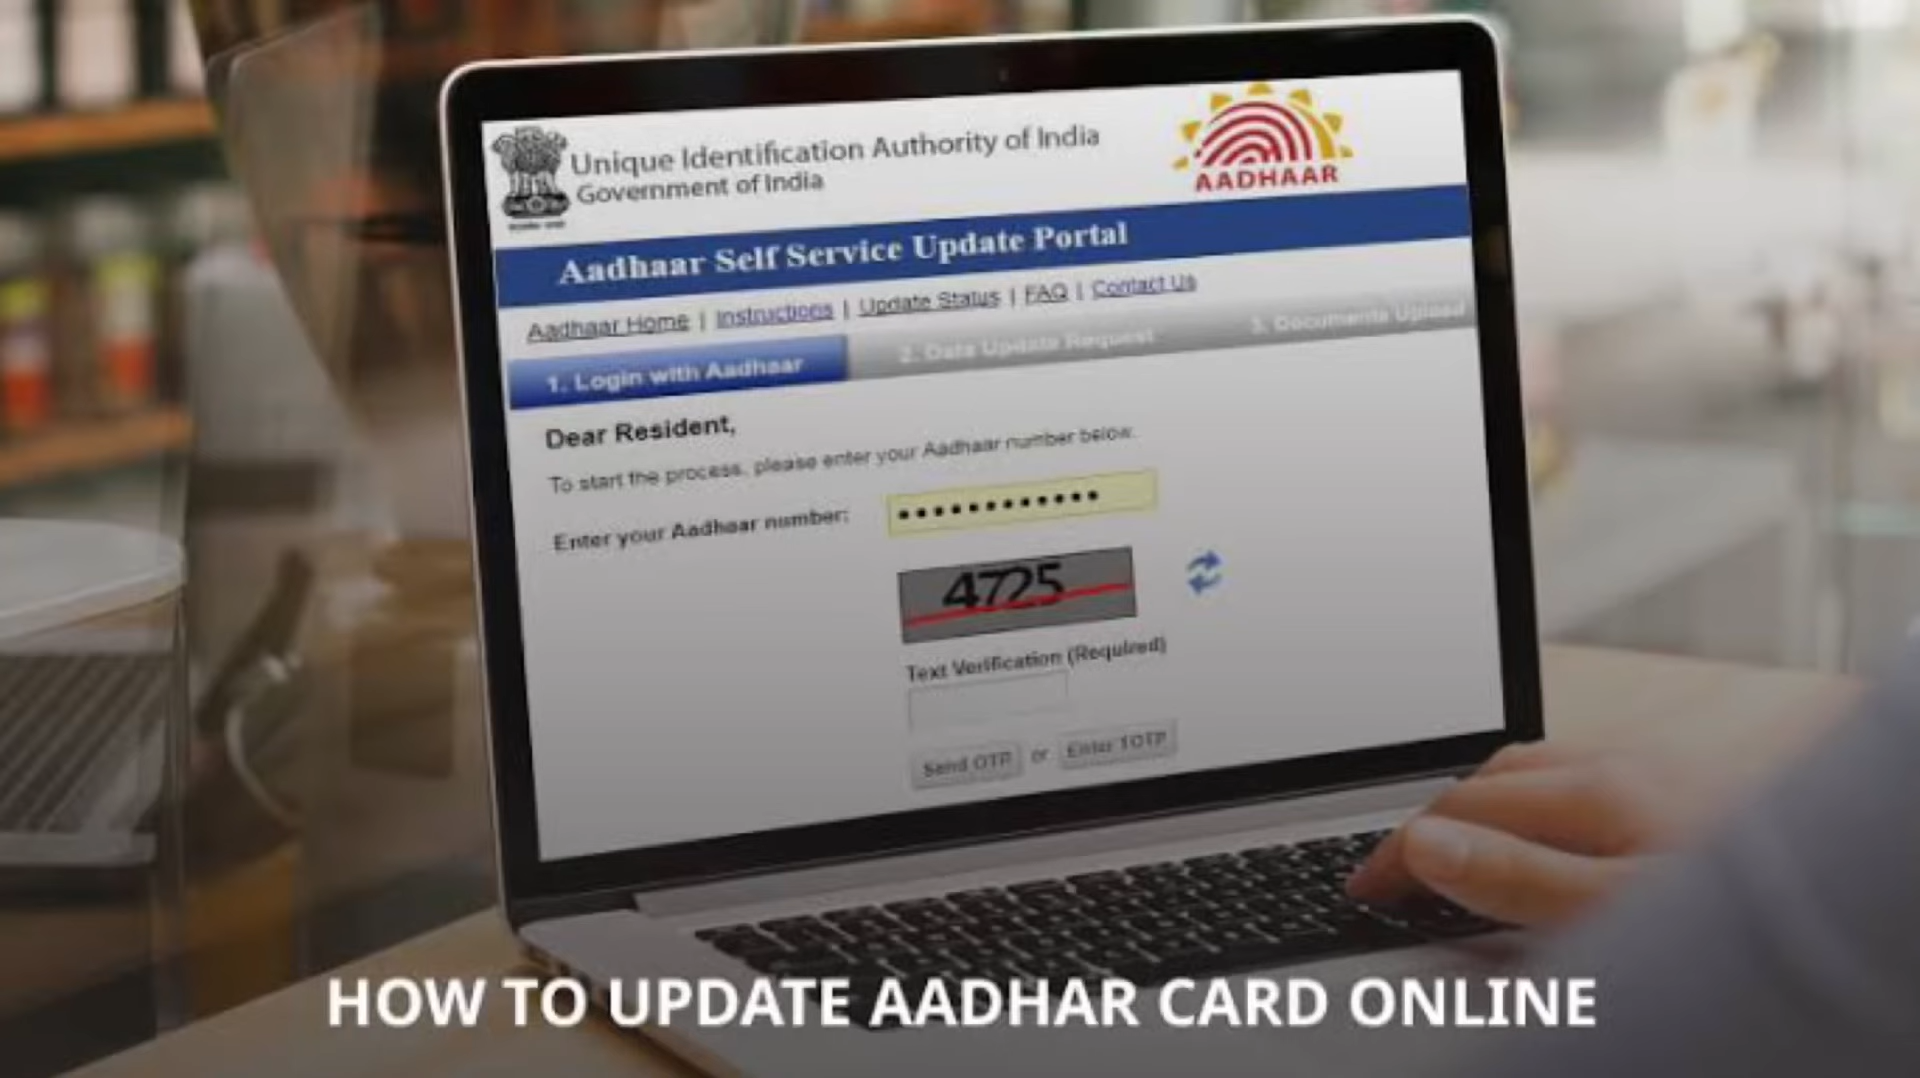 Unique Identification Authority of India
Government of India
AADHAAR
Aadhaar Self Service Update Portal
Aadhaar Home | Instructions | Update Status | FAQ | Contact Us
1. Login with Aadhaar 2. Data Update Request 3. Documents Upload
Dear Resident,
To start the process, please enter your Aadhaar number below.
Enter your Aadhaar number: ••••••••••••
4725
Text Verification (Required)
Send OTP or Enter TOTP
HOW TO UPDATE AADHAR CARD ONLINE